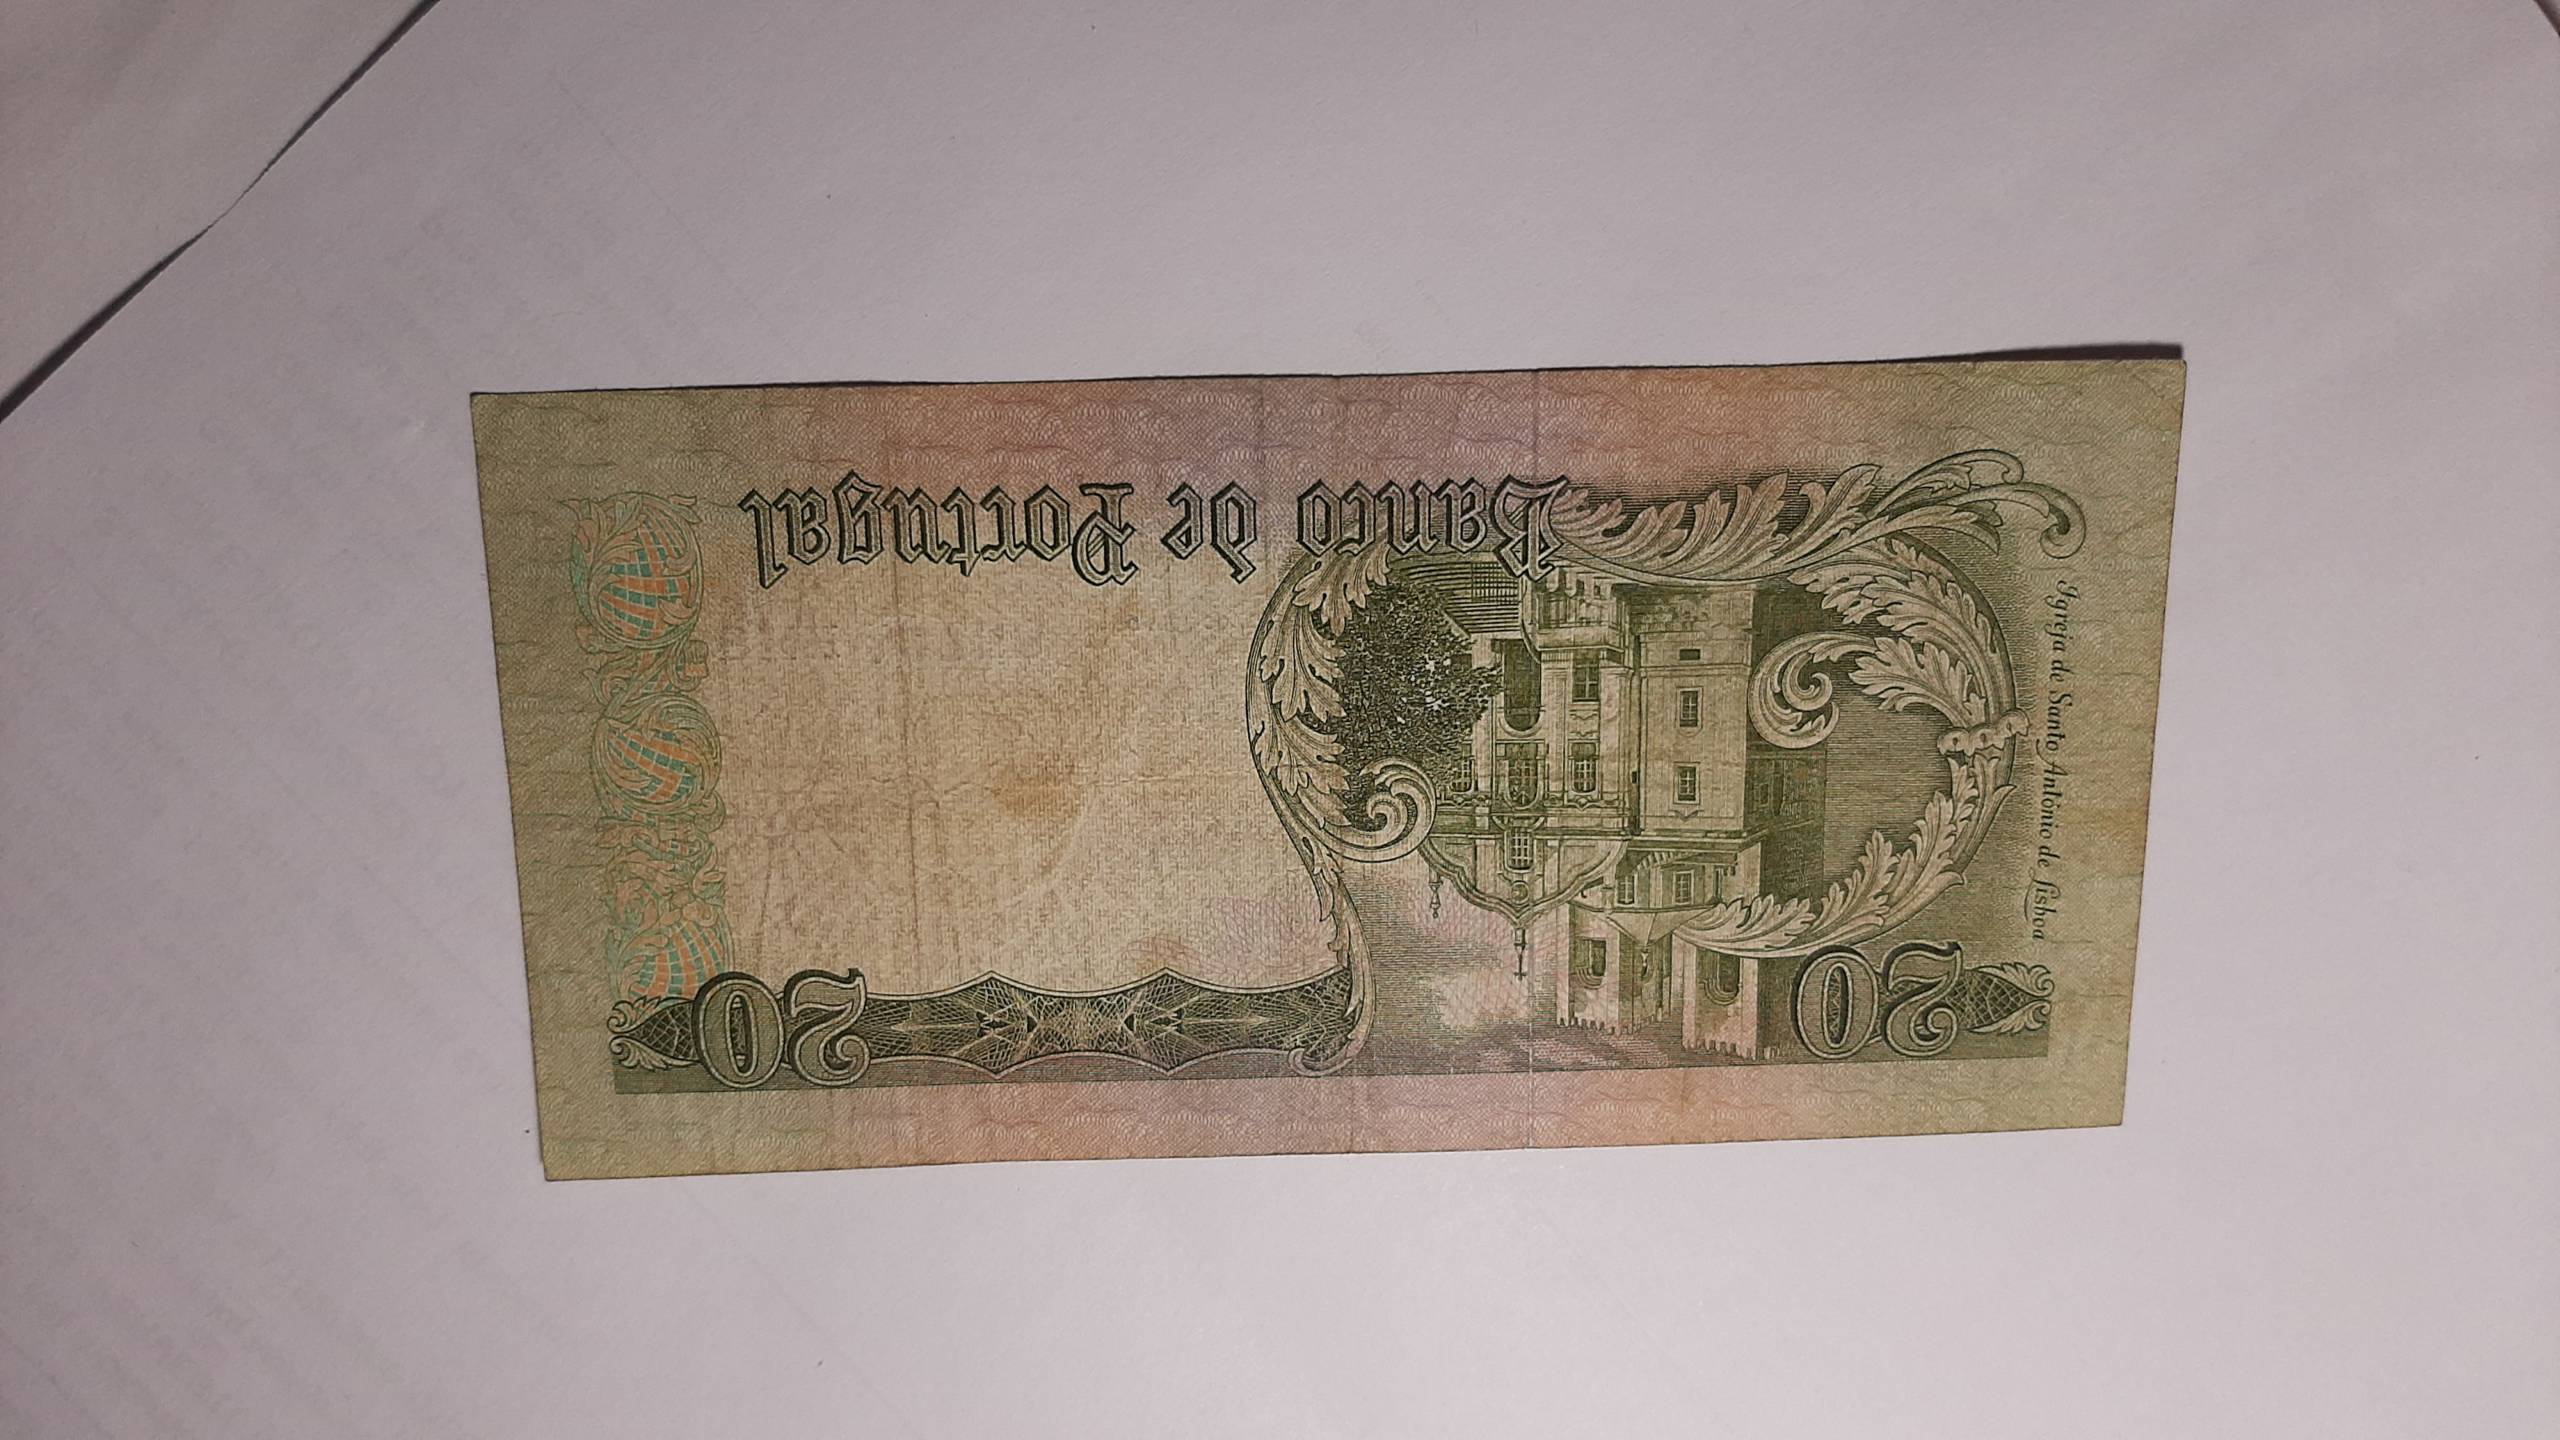 Banco de Portugal
20
20
Igreja de Santo António de Lisboa